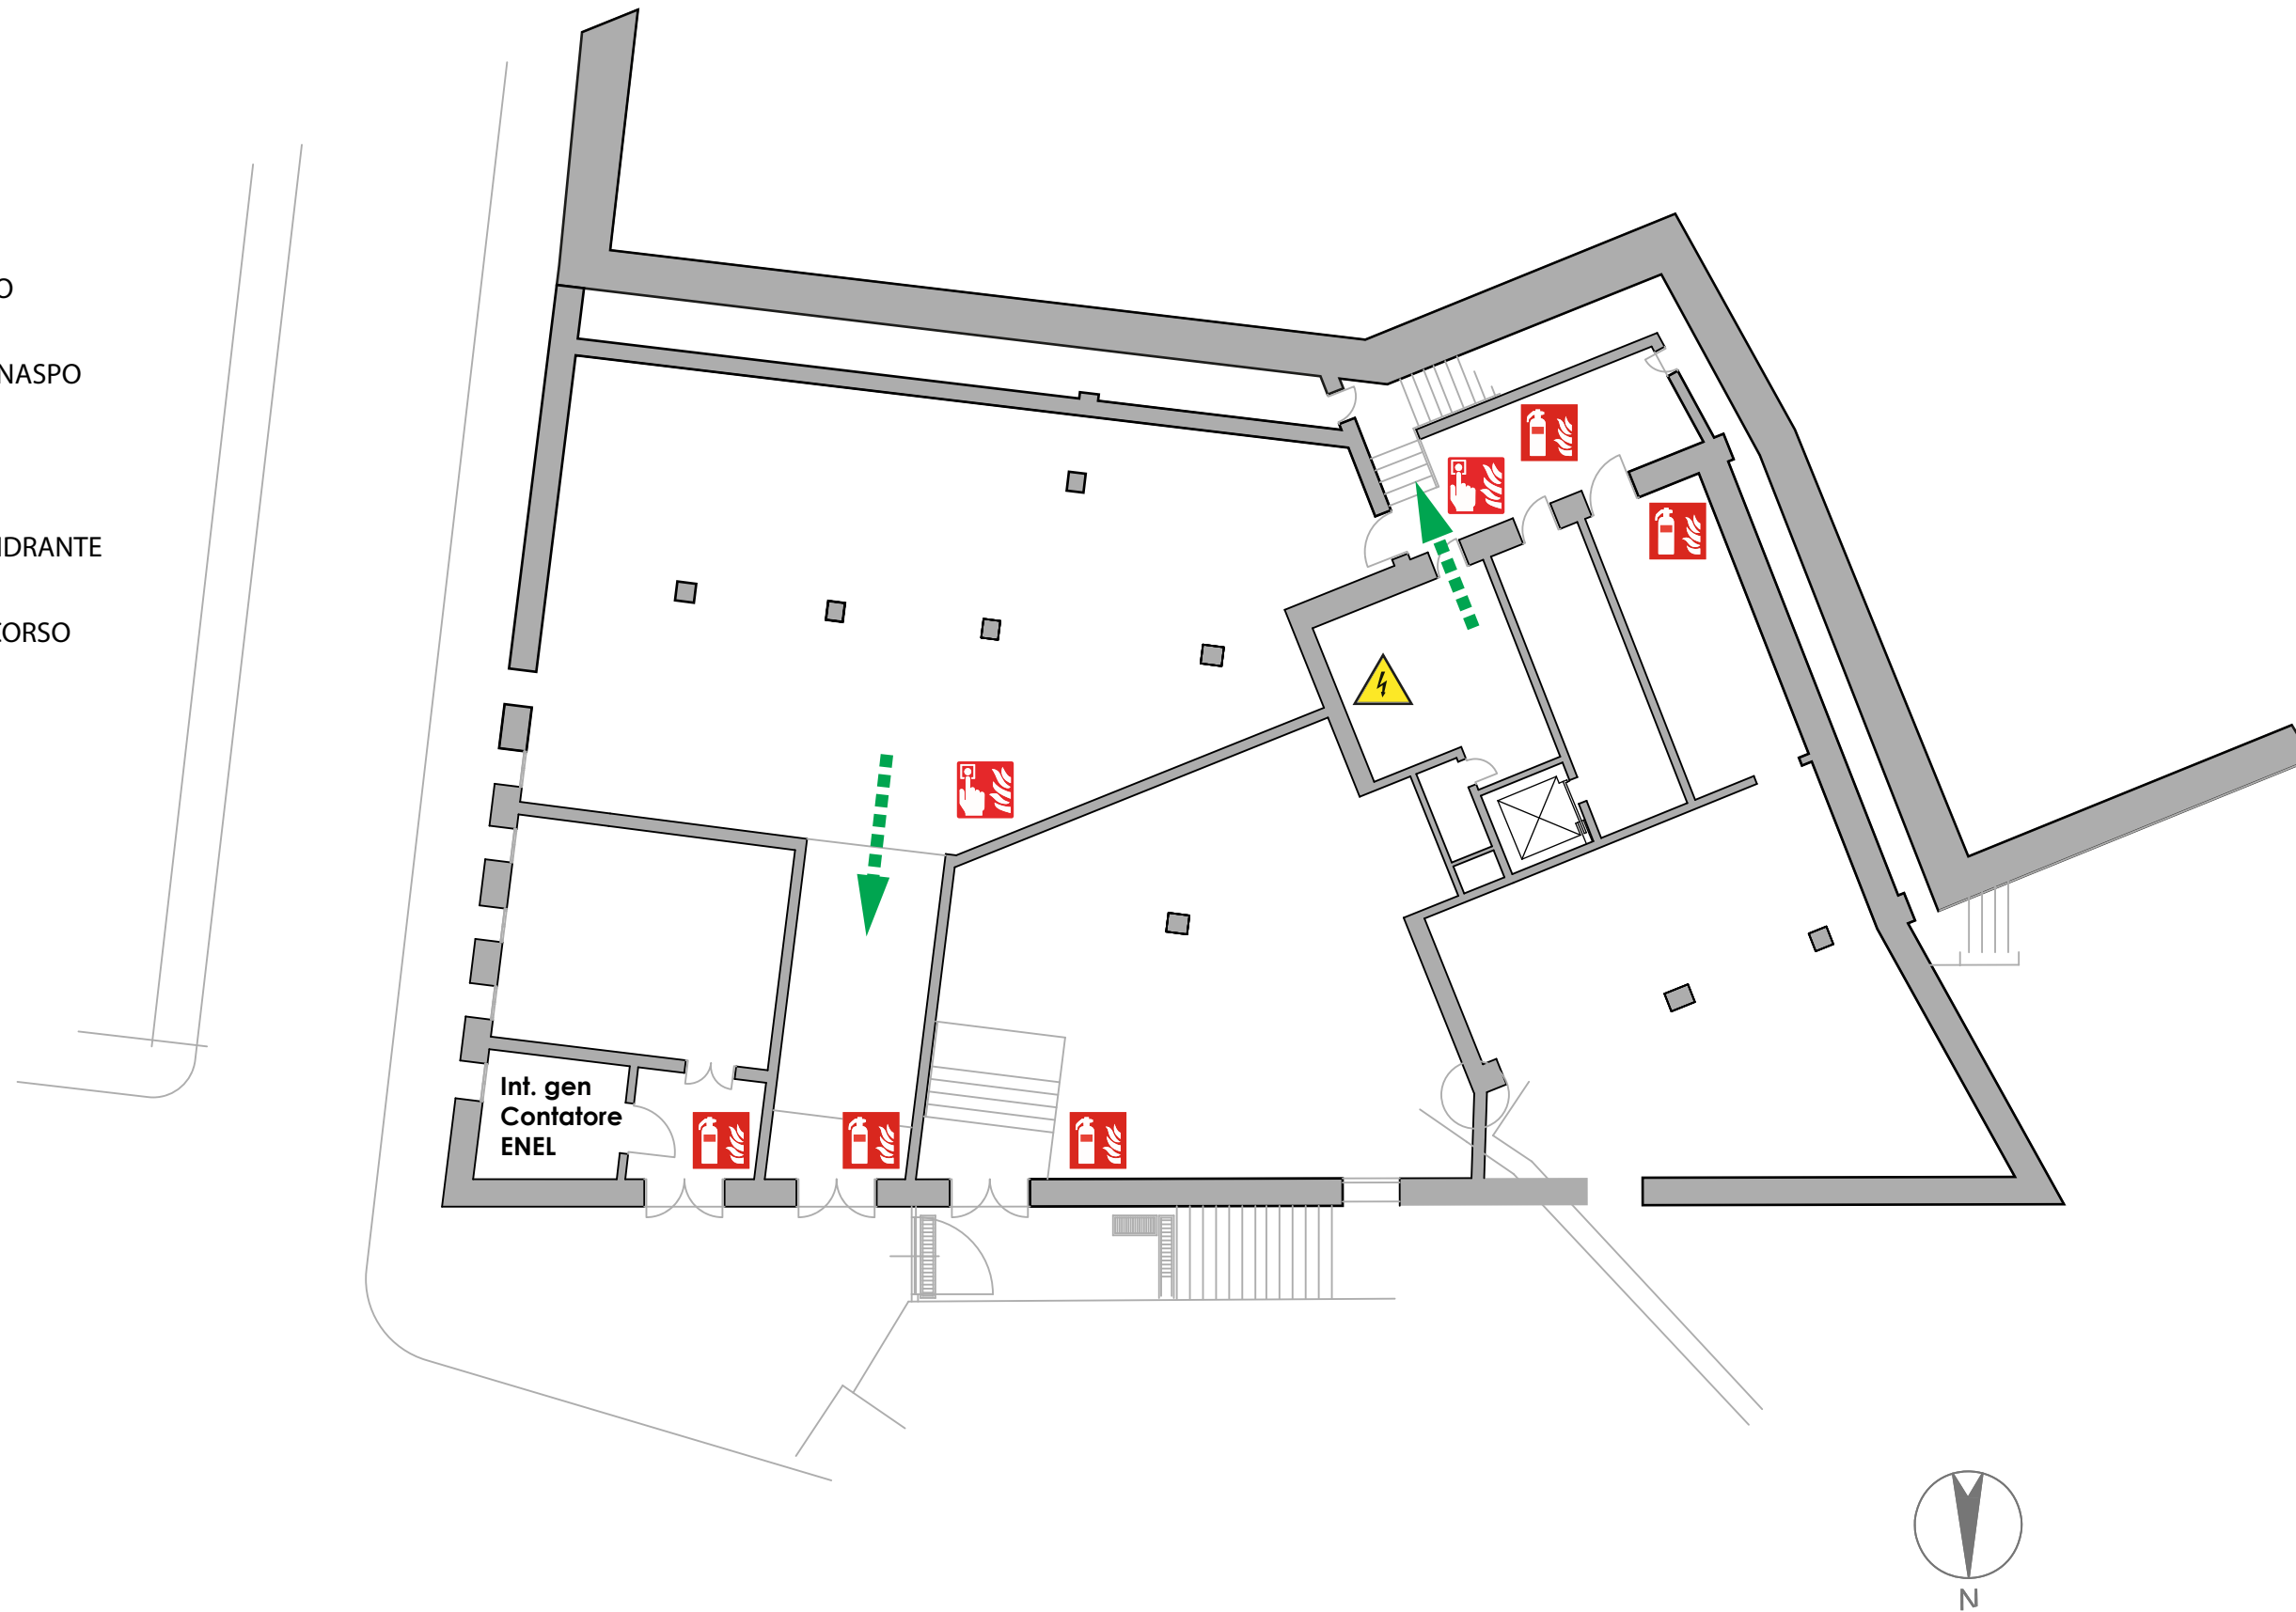 O
NASPO
IDRANTE
CORSO
Int. gen
Contatore
ENEL
N